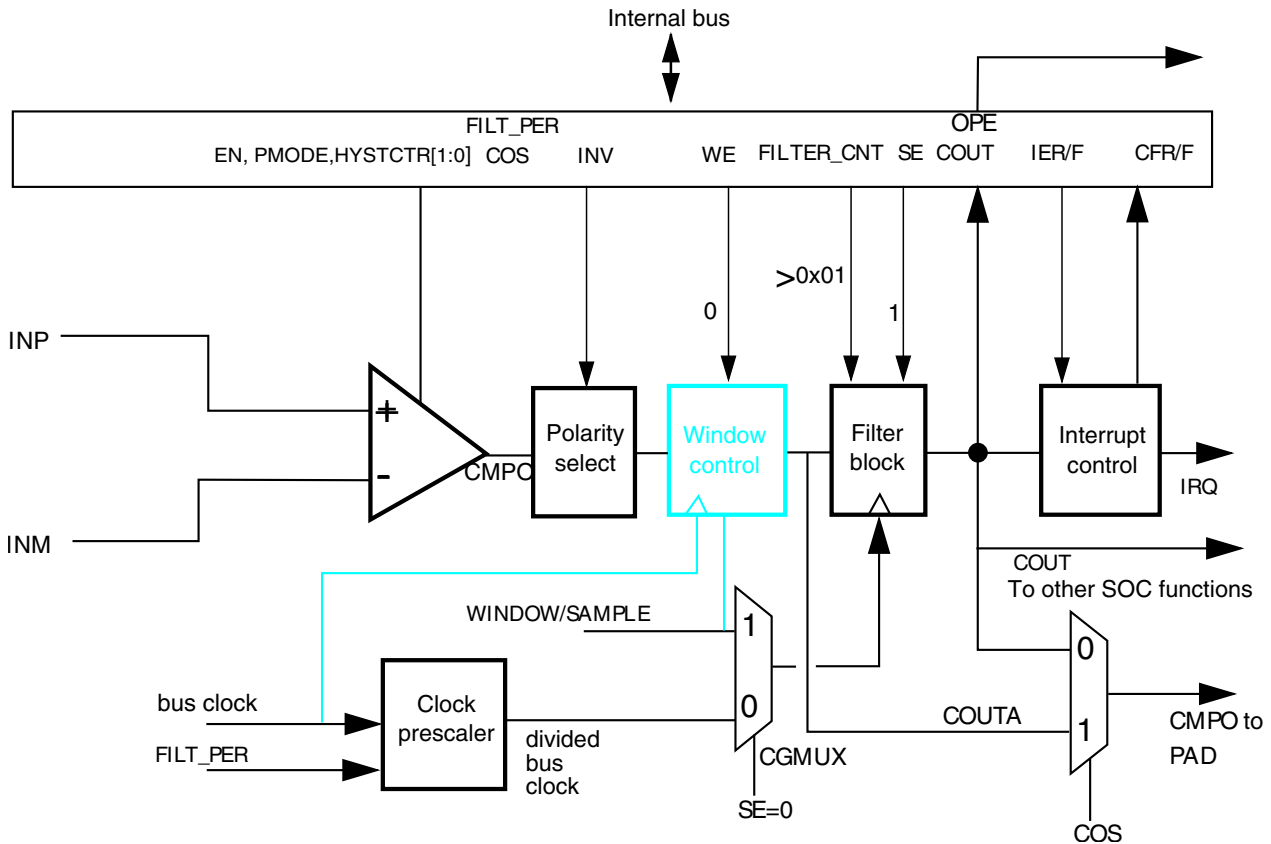 Internal bus
FILT_PER
OPE
EN, PMODE,HYSTCTR[1:0] COS INV WE FILTER_CNT SE COUT IER/F CFR/F
>0x01
0
1
INP
+
-
INM
CMPO
Polarity
select
Window
control
Filter
block
Interrupt
control
IRQ
COUT
To other SOC functions
WINDOW/SAMPLE
1
0
0
1
bus clock
FILT_PER
Clock
prescaler
divided
bus
clock
CGMUX
SE=0
COUTA
CMPO to
PAD
COS